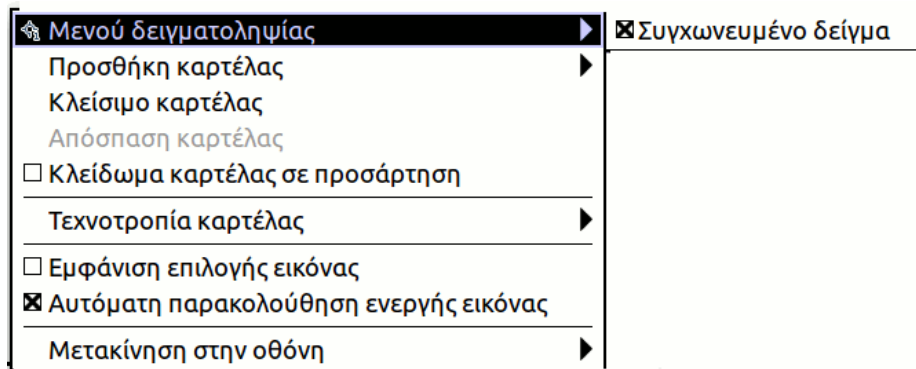 Μενού δειγματοληψίας
Συγχωνευμένο δείγμα
Προσθήκη καρτέλας
Κλείσιμο καρτέλας
Απόσπαση καρτέλας
Κλείδωμα καρτέλας σε προσάρτηση
Τεχνοτροπία καρτέλας
Εμφάνιση επιλογής εικόνας
Αυτόματη παρακολούθηση ενεργής εικόνας
Μετακίνηση στην οθόνη